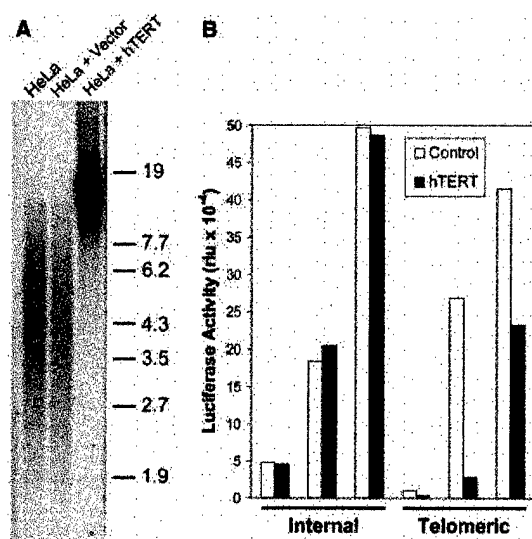 A
HeLa
HeLa + Vector
HeLa + hTERT
19
7.7
6.2
4.3
3.5
2.7
1.9
B
Luciferase Activity (rlu x 10⁻⁴)
50
45
40
35
30
25
20
15
10
5
0
Control
hTERT
Internal
Telomeric